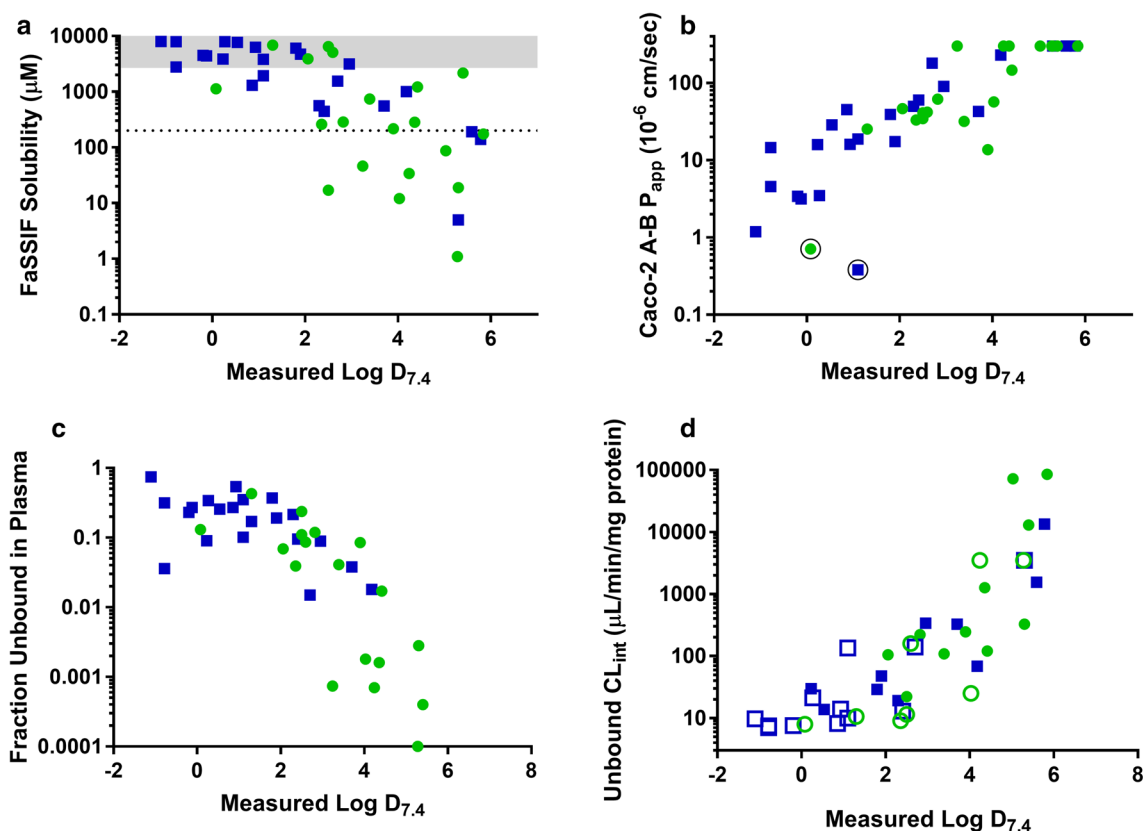 a
FaSSIF Solubility (μM)
10000
1000
100
10
1
0.1
-2 0 2 4 6
Measured Log D7.4
b
Caco-2 A-B Papp (10-6 cm/sec)
100
10
1
0.1
-2 0 2 4 6
Measured Log D7.4
c
Fraction Unbound in Plasma
1
0.1
0.01
0.001
0.0001
-2 0 2 4 6 8
Measured Log D7.4
d
Unbound CLint (μL/min/mg protein)
100000
10000
1000
100
10
-2 0 2 4 6 8
Measured Log D7.4